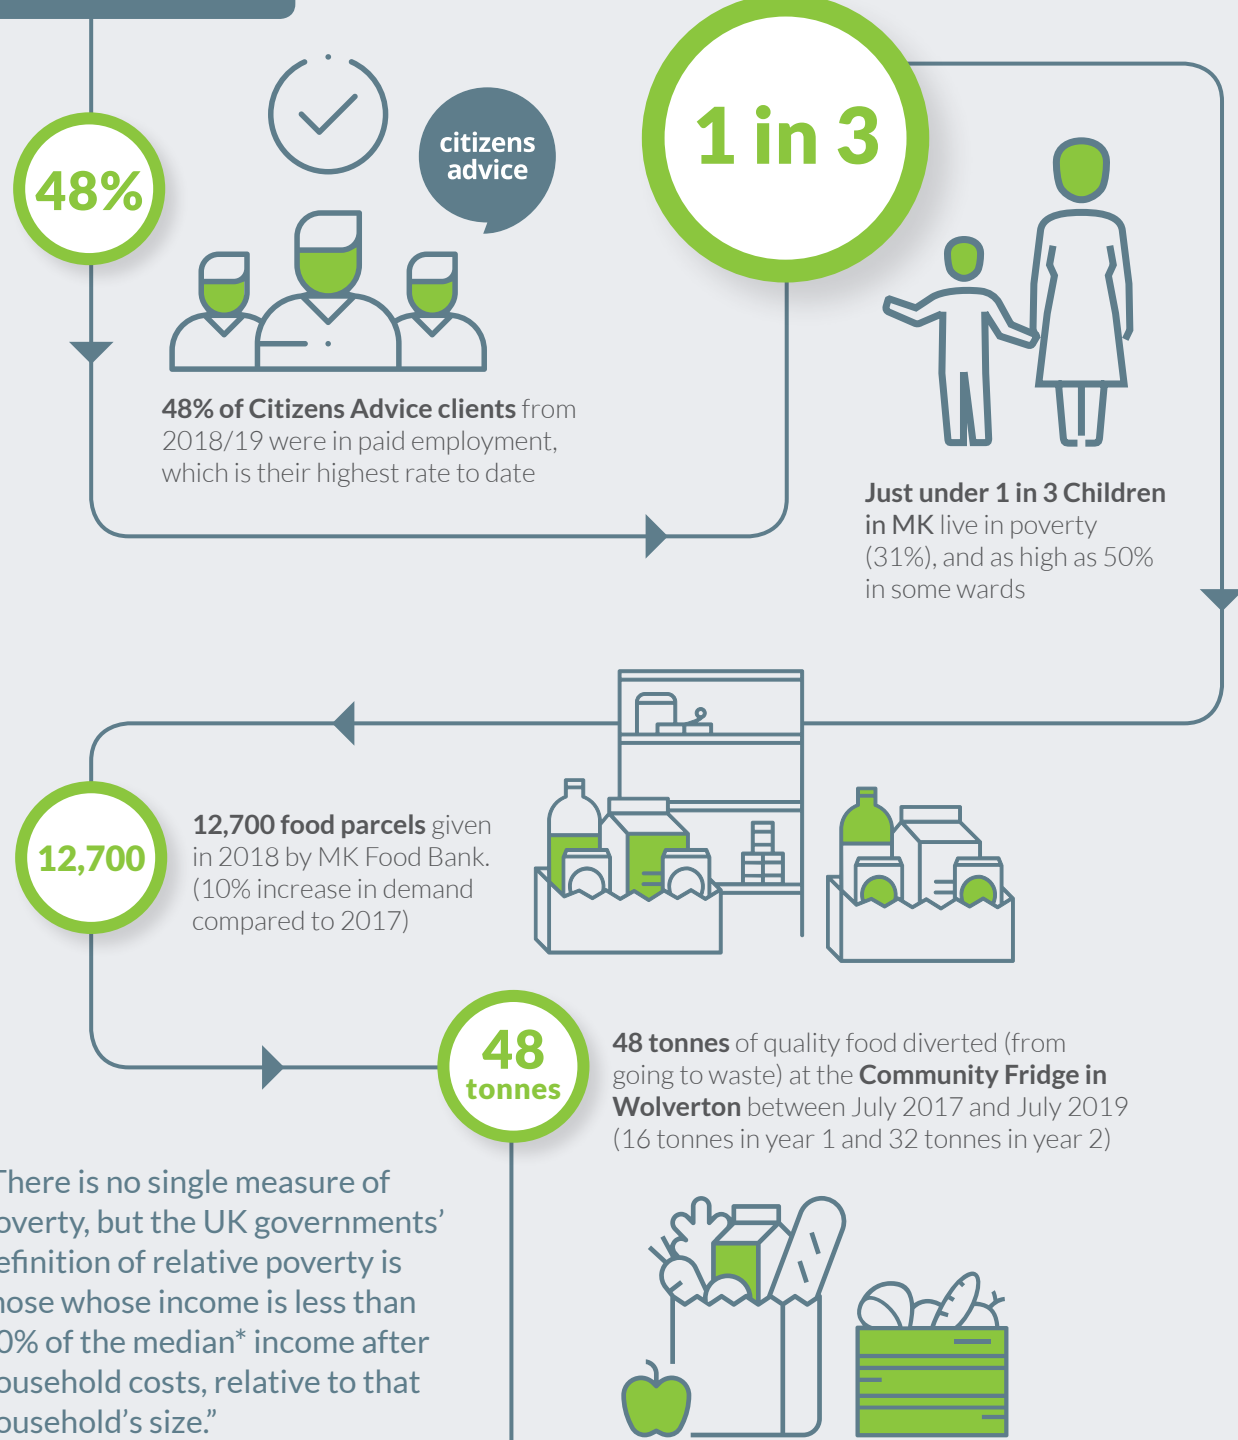 48%
citizens
advice
48% of Citizens Advice clients from
2018/19 were in paid employment,
which is their highest rate to date
1 in 3
Just under 1 in 3 Children
in MK live in poverty
(31%), and as high as 50%
in some wards
12,700
12,700 food parcels given
in 2018 by MK Food Bank.
(10% increase in demand
compared to 2017)
48
tonnes
48 tonnes of quality food diverted (from
going to waste) at the Community Fridge in
Wolverton between July 2017 and July 2019
(16 tonnes in year 1 and 32 tonnes in year 2)
There is no single measure of
overty, but the UK governments’
efinition of relative poverty is
hose whose income is less than
0% of the median* income after
ousehold costs, relative to that
ousehold’s size.”